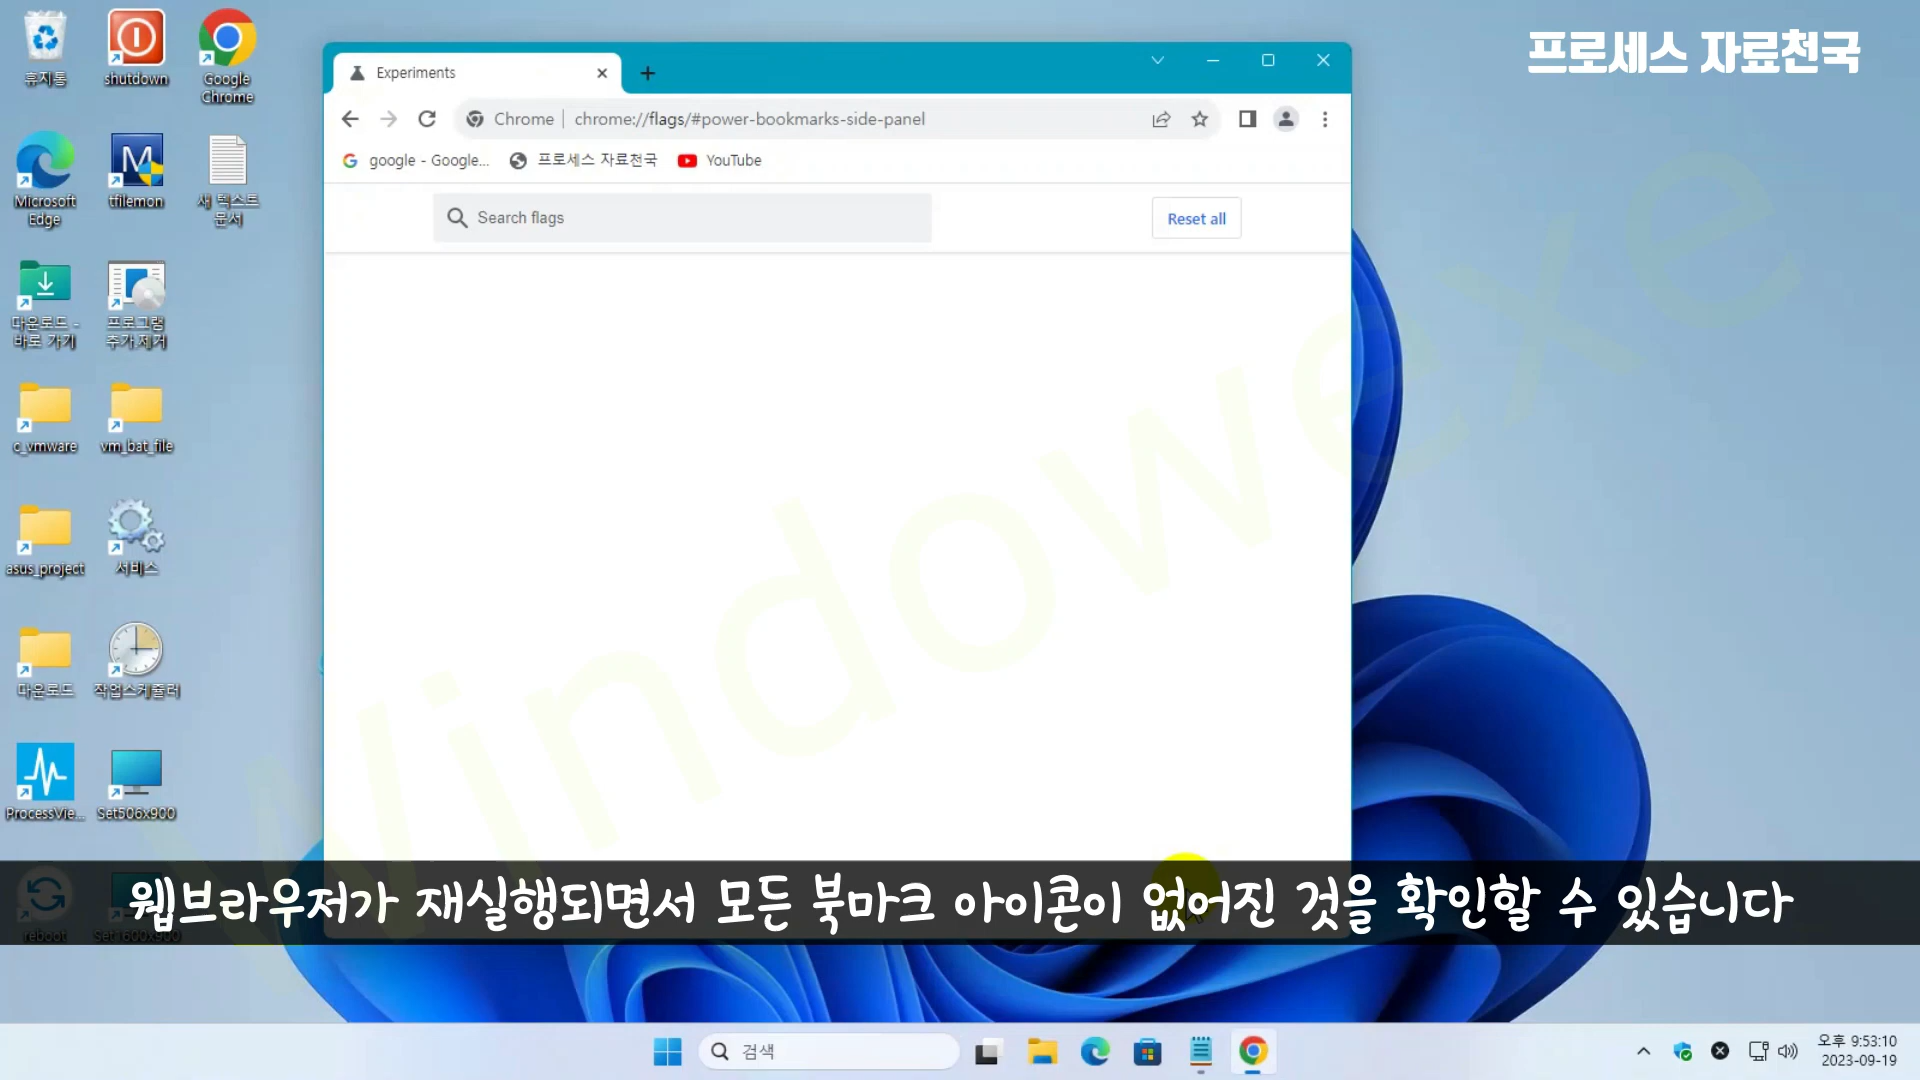 프로세스 자료천국
휴지통
shutdown
Google Chrome
Microsoft Edge
tfilemon
새 텍스트 문서
다운로드 - 바로 가기
프로그램 추가제거
c_vmware
vm_bat_file
asus_project
서비스
다운로드
작업스케쥴러
ProcessVie...
Set506x900
reboot
Set1600x900
Experiments
Chrome
chrome://flags/#power-bookmarks-side-panel
google - Google...
프로세스 자료천국
YouTube
Search flags
Reset all
windowexe
웹브라우저가 재실행되면서 모든 북마크 아이콘이 없어진 것을 확인할 수 있습니다
검색
오후 9:53:10
2023-09-19